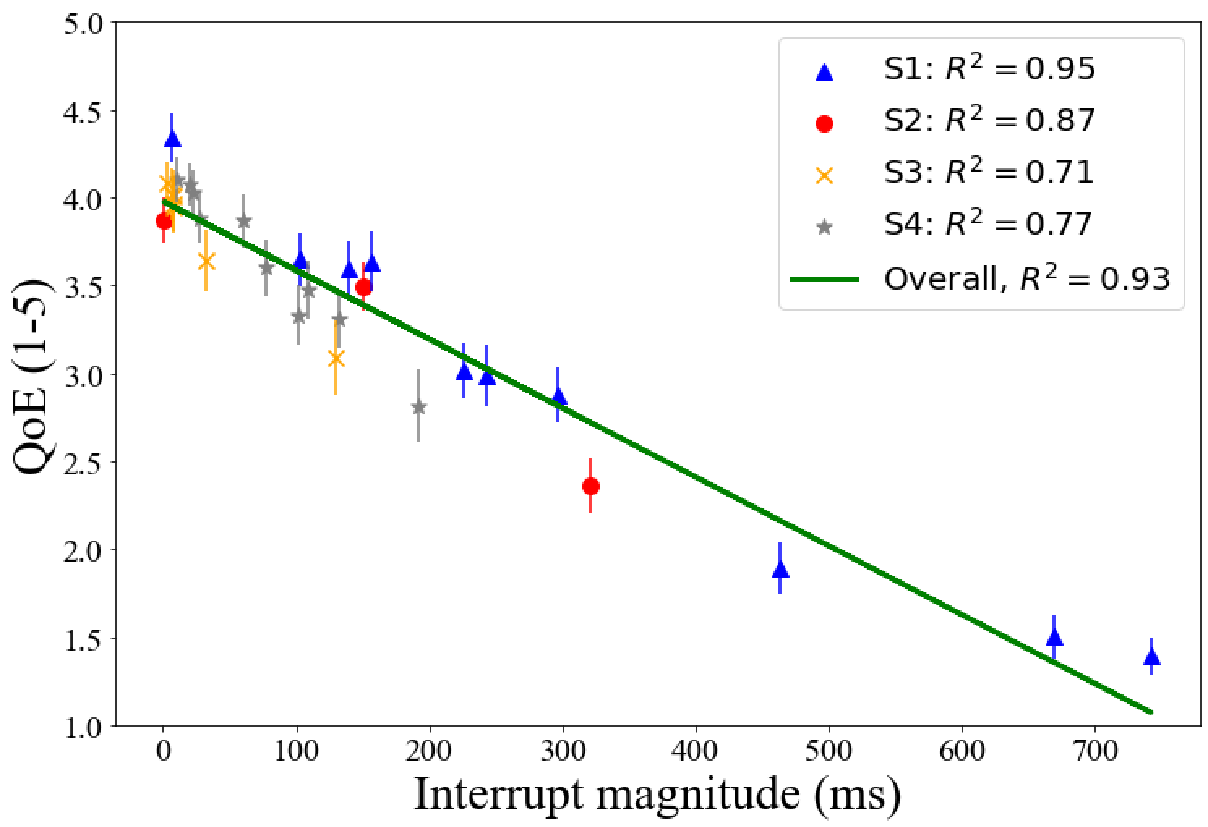 5.0
4.5
4.0
3.5
3.0
2.5
2.0
1.5
1.0
QoE (1-5)
S1: R² = 0.95
S2: R² = 0.87
S3: R² = 0.71
S4: R² = 0.77
Overall, R² = 0.93
0 100 200 300 400 500 600 700
Interrupt magnitude (ms)